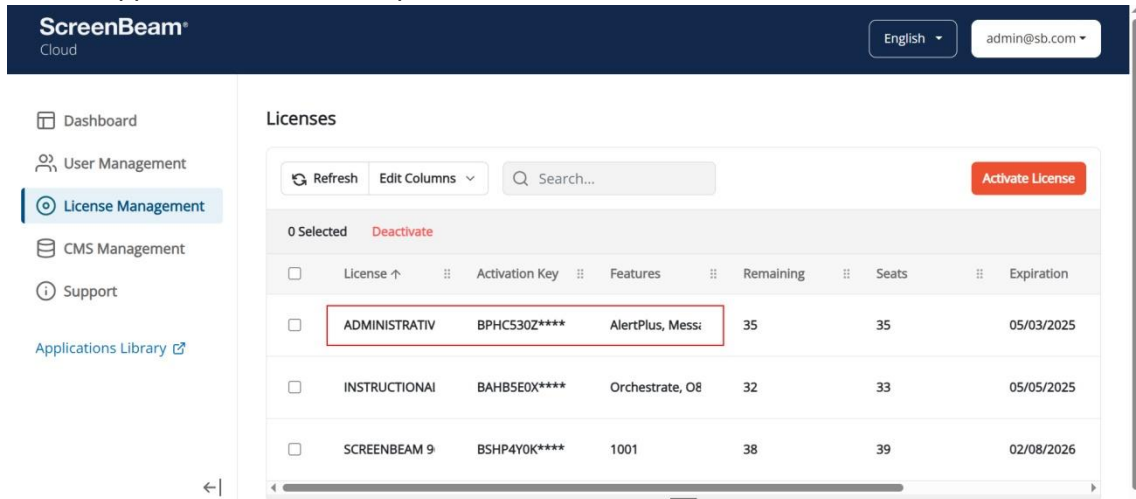 ScreenBeam®
Cloud
English
admin@sb.com
Dashboard
User Management
License Management
CMS Management
Support
Applications Library
Licenses
Refresh Edit Columns Search... Activate License
0 Selected Deactivate
License Activation Key Features Remaining Seats Expiration
ADMINISTRATIV BPHC530Z**** AlertPlus, Messa 35 35 05/03/2025
INSTRUCTIONAL BAHB5E0X**** Orchestrate, O8 32 33 05/05/2025
SCREENBEAM 9 BSHP4Y0K**** 1001 38 39 02/08/2026